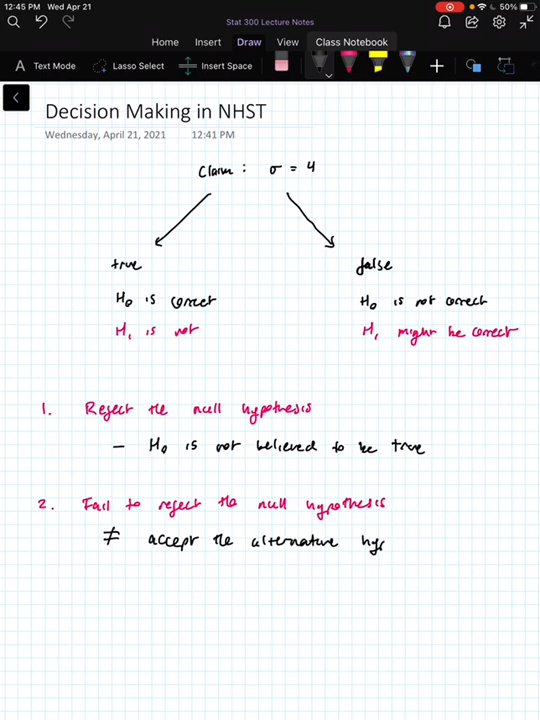 12:45 PM Wed Apr 21
50%
Stat 300 Lecture Notes
Home Insert Draw View Class Notebook
Text Mode Lasso Select Insert Space
Decision Making in NHST
Wednesday, April 21, 2021 12:41 PM
Claim : σ = 4
true false
H₀ is correct H₀ is not correct
H₁ is not H₁ might be correct
1. Reject the null hypothesis
– H₀ is not believed to be true
2. Fail to reject the null hypothesis
≠ accept the alternative hyp